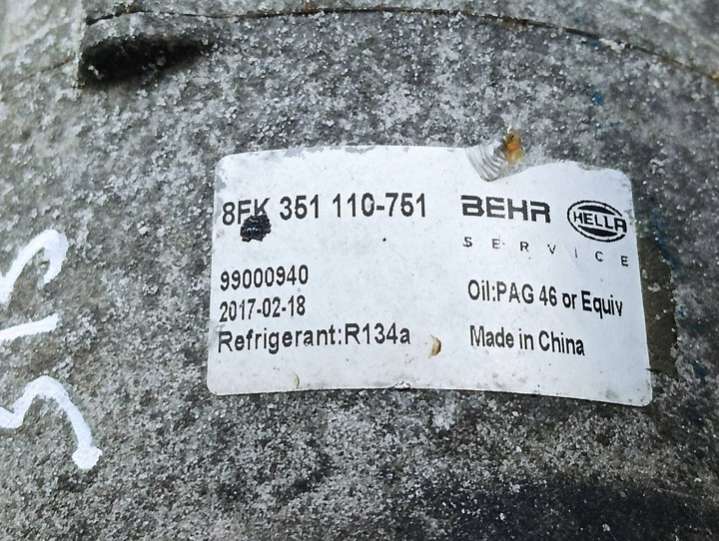 8FK 351 110-751
BEHR HELLA
SERVICE
99000940
2017-02-18
Refrigerant:R134a
Oil:PAG 46 or Equiv
Made in China